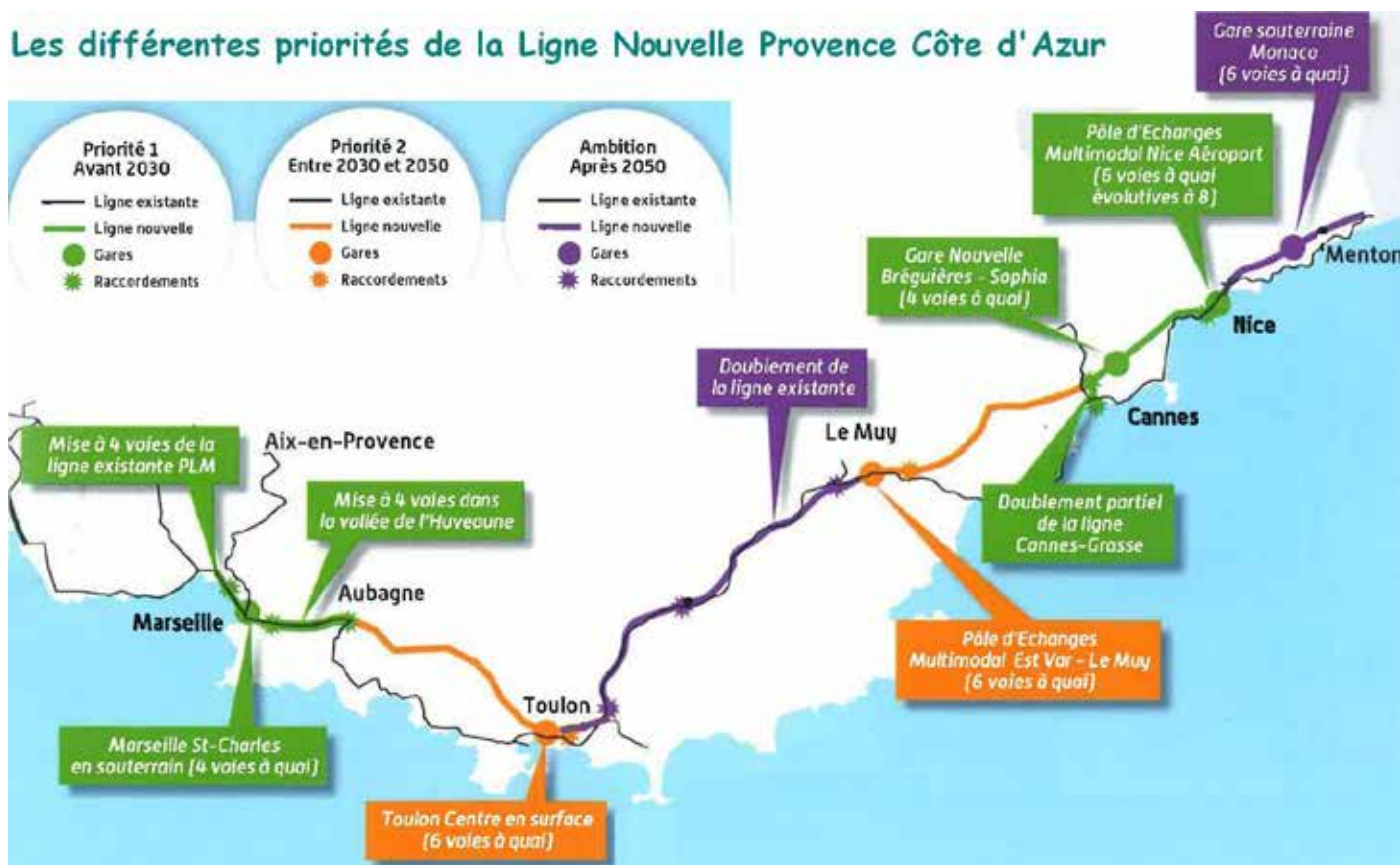 Les différentes priorités de la Ligne Nouvelle Provence Côte d'Azur
Priorité 1
Avant 2030
Ligne existante
Ligne nouvelle
Gares
Raccordements
Priorité 2
Entre 2030 et 2050
Ligne existante
Ligne nouvelle
Gares
Raccordements
Ambition
Après 2050
Ligne existante
Ligne nouvelle
Gares
Raccordements
Gare souterraine
Monaco
(6 voies à quai)
Pôle d'Echanges
Multimodal Nice Aéroport
(6 voies à quai
évolutives à 8)
Gare Nouvelle
Bréguières - Sophia
(4 voies à quai)
Menton
Nice
Doublement de
la ligne existante
Cannes
Le Muy
Mise à 4 voies de la
ligne existante PLM
Aix-en-Provence
Mise à 4 voies dans
la vallée de l'Huveaune
Doublement partiel
de la ligne
Cannes-Grasse
Aubagne
Marseille
Pôle d'Echanges
Multimodal Est Var - Le Muy
(6 voies à quai)
Toulon
Marseille St-Charles
en souterrain (4 voies à quai)
Toulon Centre en surface
(6 voies à quai)